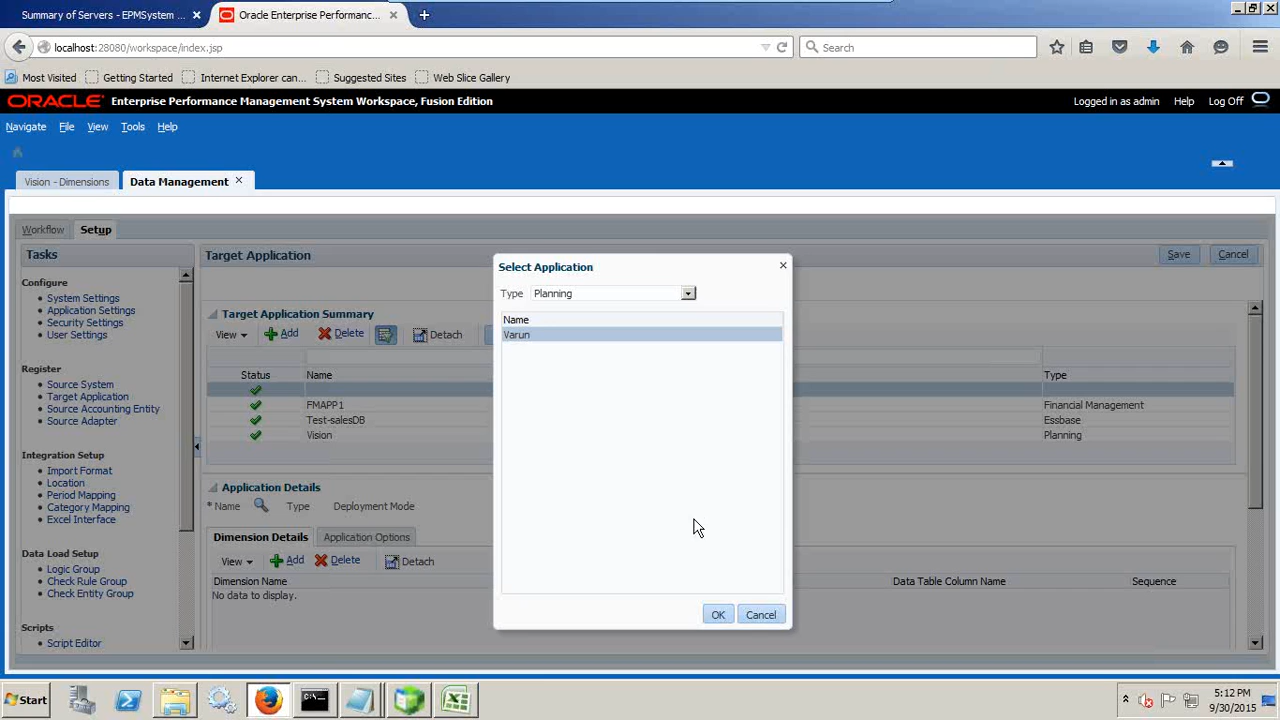 Summary of Servers - EPMSystem ...
Oracle Enterprise Performanc...
localhost:28080/workspace/index.jsp
Search
Most Visited
Getting Started
Internet Explorer can...
Suggested Sites
Web Slice Gallery
ORACLE
Enterprise Performance Management System Workspace, Fusion Edition
Logged in as admin
Help
Log Off
Navigate
File
View
Tools
Help
Vision - Dimensions
Data Management
Workflow
Setup
Tasks
Configure
System Settings
Application Settings
Security Settings
User Settings
Register
Source System
Target Application
Source Accounting Entity
Source Adapter
Integration Setup
Import Format
Location
Period Mapping
Category Mapping
Excel Interface
Data Load Setup
Logic Group
Check Rule Group
Check Entity Group
Scripts
Script Editor
Target Application
Save
Cancel
Target Application Summary
View
Add
Delete
Detach
Status
Name
Type
FMAPP1
Financial Management
Test-salesDB
Essbase
Vision
Planning
Application Details
* Name
Type
Deployment Mode
Dimension Details
Application Options
View
Add
Delete
Detach
Dimension Name
Data Table Column Name
Sequence
No data to display.
Select Application
Type
Planning
Name
Varun
OK
Cancel
Start
5:12 PM
9/30/2015